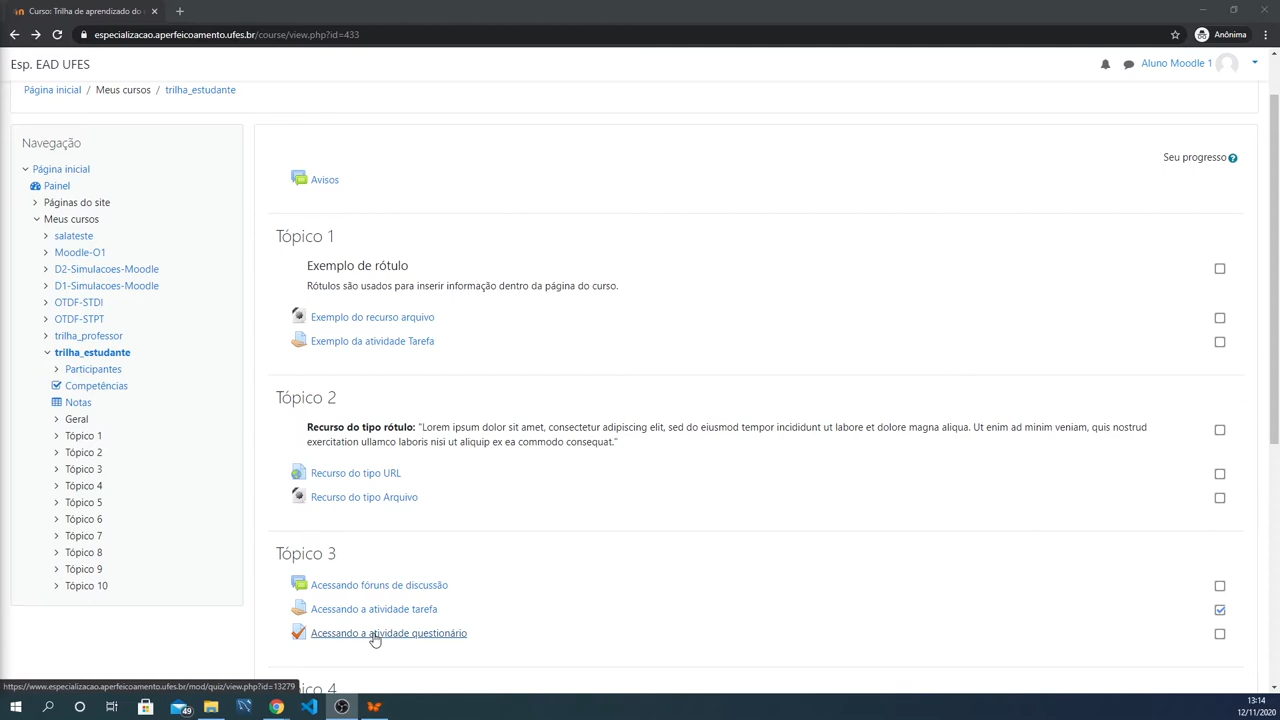 Curso: Trilha de aprendizado do
especializacao.aperfeicoamento.ufes.br/course/view.php?id=433
Anônima
Esp. EAD UFES
Aluno Moodle 1
Página inicial / Meus cursos / trilha_estudante
Navegação
Página inicial
Painel
Páginas do site
Meus cursos
salateste
Moodle-O1
D2-Simulacoes-Moodle
D1-Simulacoes-Moodle
OTDF-STDI
OTDF-STPT
trilha_professor
trilha_estudante
Participantes
Competências
Notas
Geral
Tópico 1
Tópico 2
Tópico 3
Tópico 4
Tópico 5
Tópico 6
Tópico 7
Tópico 8
Tópico 9
Tópico 10
Seu progresso
Avisos
Tópico 1
Exemplo de rótulo
Rótulos são usados para inserir informação dentro da página do curso.
Exemplo do recurso arquivo
Exemplo da atividade Tarefa
Tópico 2
Recurso do tipo rótulo: "Lorem ipsum dolor sit amet, consectetur adipiscing elit, sed do eiusmod tempor incididunt ut labore et dolore magna aliqua. Ut enim ad minim veniam, quis nostrud
exercitation ullamco laboris nisi ut aliquip ex ea commodo consequat."
Recurso do tipo URL
Recurso do tipo Arquivo
Tópico 3
Acessando fóruns de discussão
Acessando a atividade tarefa
Acessando a atividade questionário
https://www.especializacao.aperfeicoamento.ufes.br/mod/quiz/view.php?id=13279
49
13:14
12/11/2020